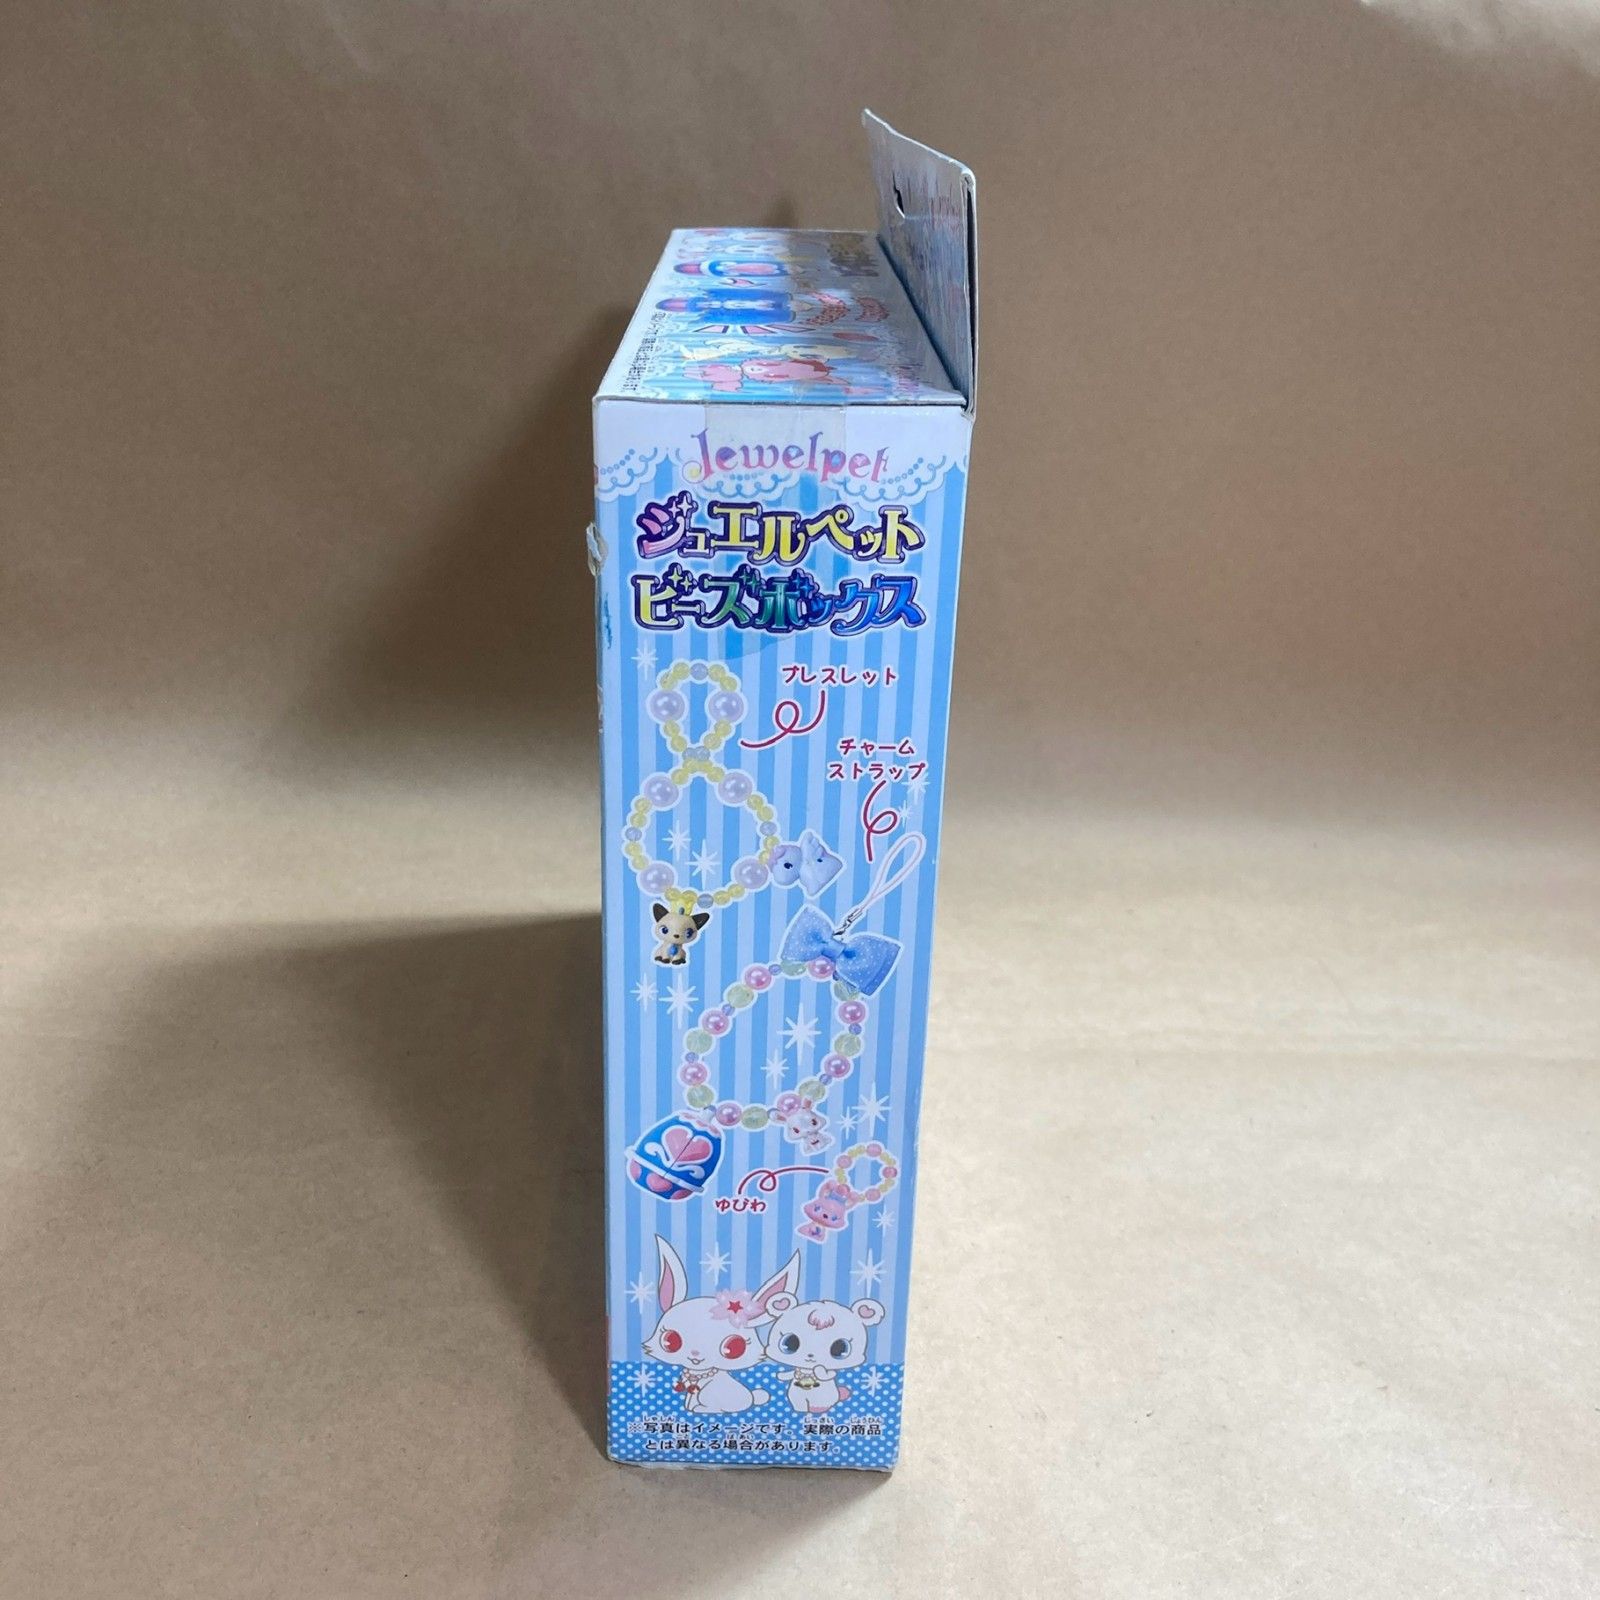 Jewelpet
ジュエルペット
ビーズボックス
ブレスレット
チャーム
ストラップ
ゆびわ
※写真はイメージです。実際の商品
とは異なる場合があります。